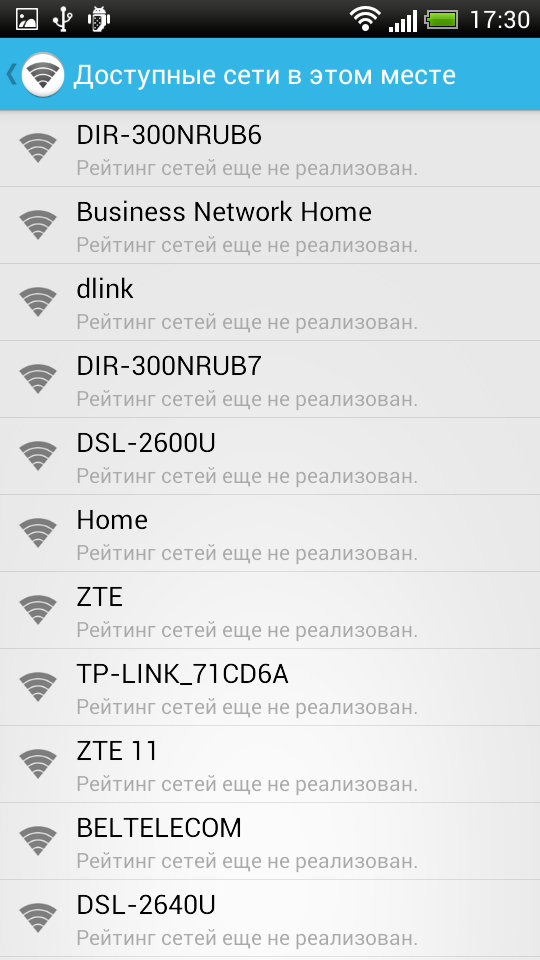 17:30
Доступные сети в этом месте
DIR-300NRUB6
Рейтинг сетей еще не реализован.
Business Network Home
Рейтинг сетей еще не реализован.
dlink
Рейтинг сетей еще не реализован.
DIR-300NRUB7
Рейтинг сетей еще не реализован.
DSL-2600U
Рейтинг сетей еще не реализован.
Home
Рейтинг сетей еще не реализован.
ZTE
Рейтинг сетей еще не реализован.
TP-LINK_71CD6A
Рейтинг сетей еще не реализован.
ZTE 11
Рейтинг сетей еще не реализован.
BELTELECOM
Рейтинг сетей еще не реализован.
DSL-2640U
Рейтинг сетей еще не реализован.